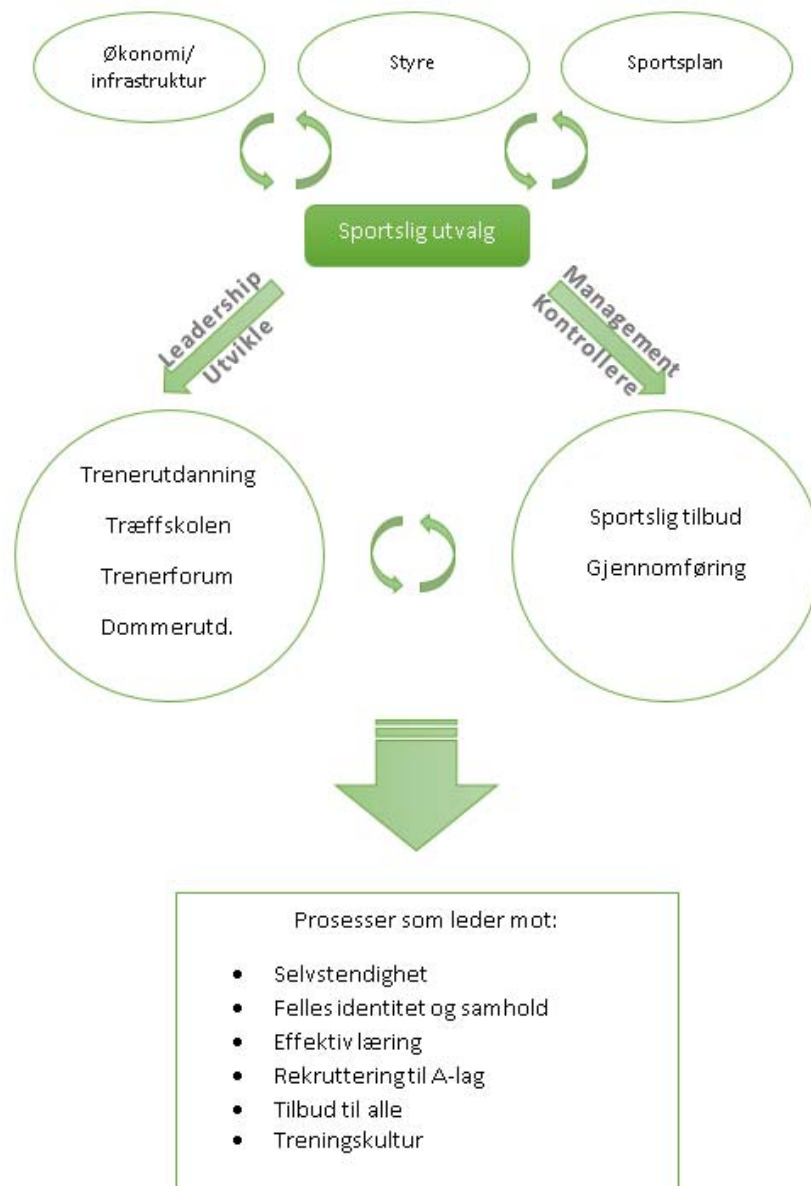 Økonomi/
infrastruktur
Styre
Sportsplan
Sportslig utvalg
Leadership
Utvikle
Management
Kontrollere
Trenerutdanning
Træffskolen
Trenerforum
Dommerutd.
Sportslig tilbud
Gjennomføring
Prosesser som leder mot:
• Selvstendighet
• Felles identitet og samhold
• Effektiv læring
• Rekruttering til A-lag
• Tilbud til alle
• Treningskultur